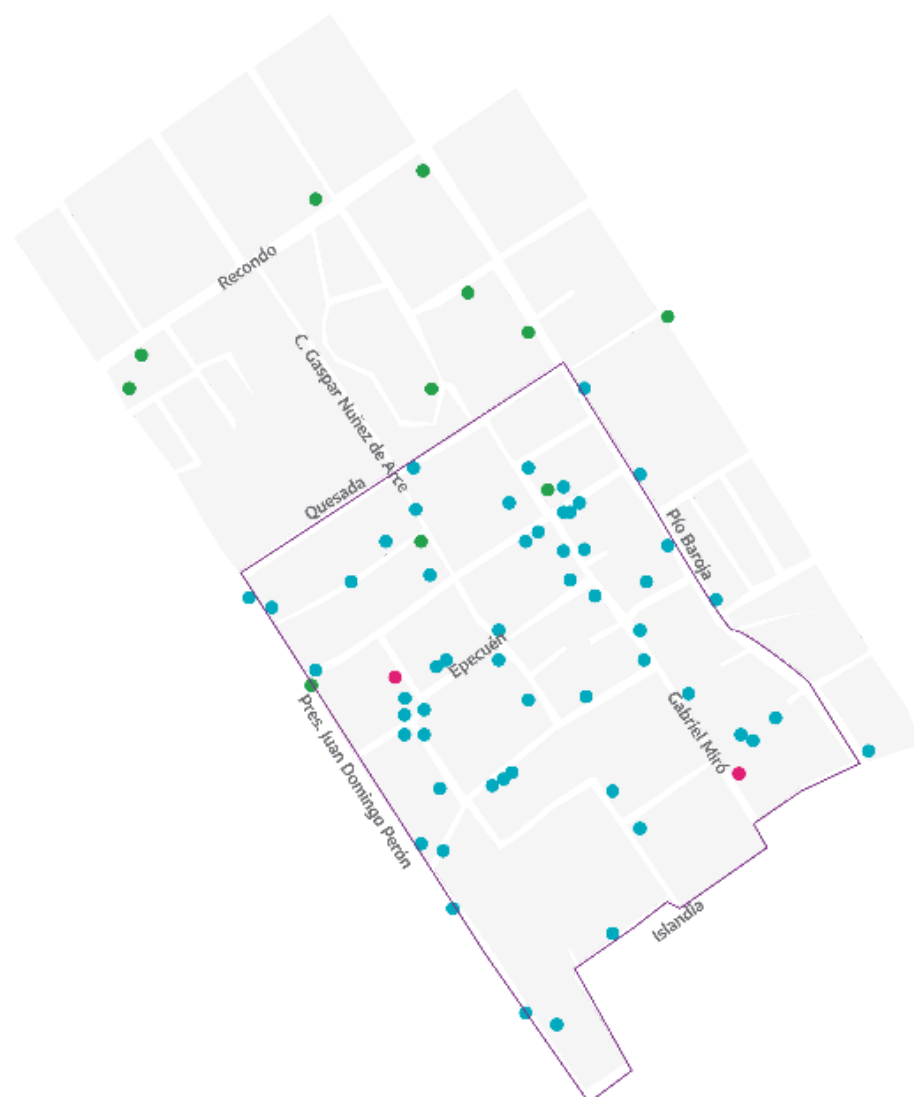 Recondo
C. Gaspar Nuñez de Arce
Quesada
Pío Baroja
Epecuén
Gabriel Miró
Pres. Juan Domingo Perón
Islandia